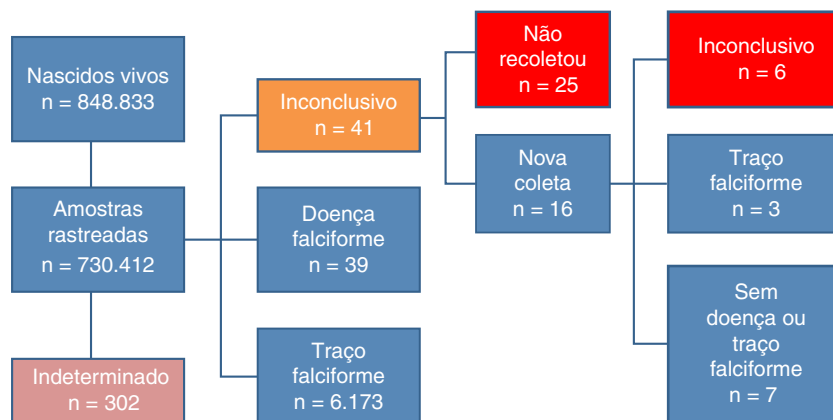 Nascidos vivos
n = 848.833
Amostras
rastreadas
n = 730.412
Indeterminado
n = 302
Inconclusivo
n = 41
Doença
falciforme
n = 39
Traço
falciforme
n = 6.173
Não
recoletou
n = 25
Nova
coleta
n = 16
Inconclusivo
n = 6
Traço
falciforme
n = 3
Sem
doença ou
traço
falciforme
n = 7